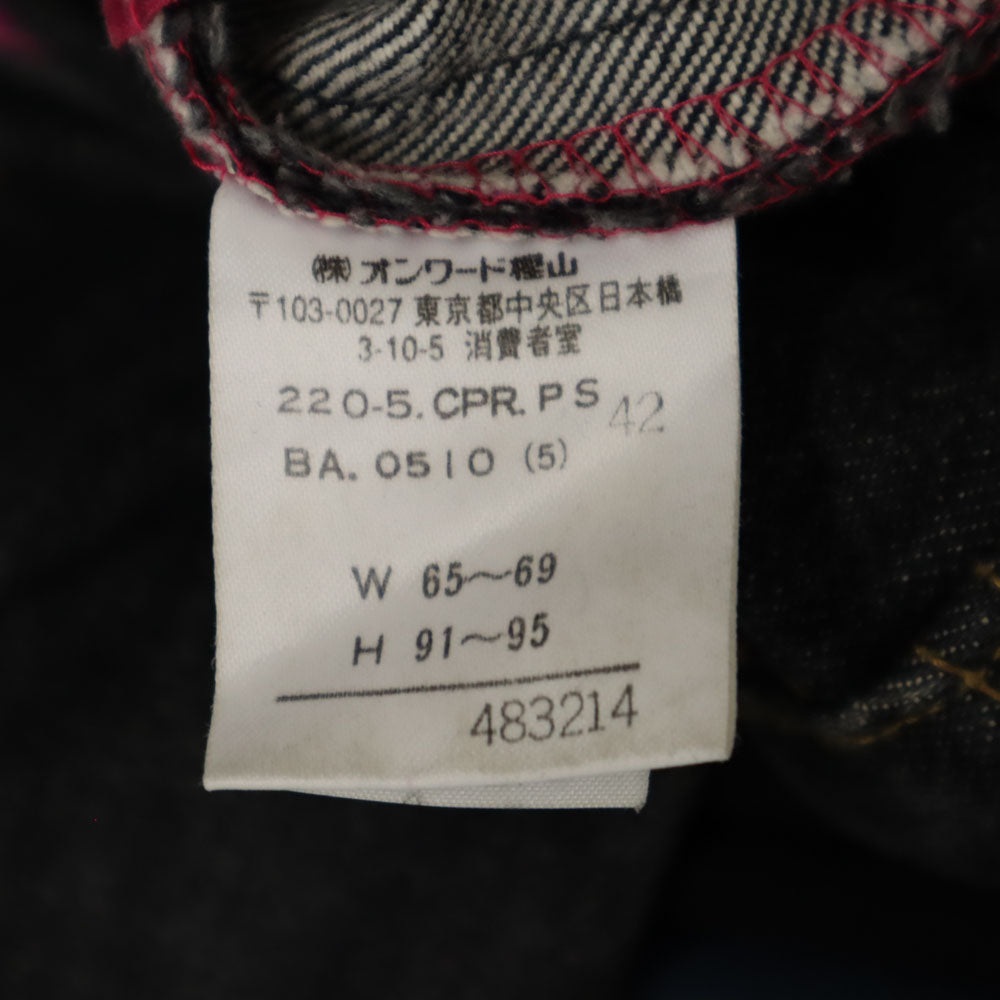 (株)オンワード樫山
〒103-0027 東京都中央区日本橋
3-10-5 消費者室
220-5.CPR.PS 42
BA.0510 (5)
W 65〜69
H 91〜95
483214